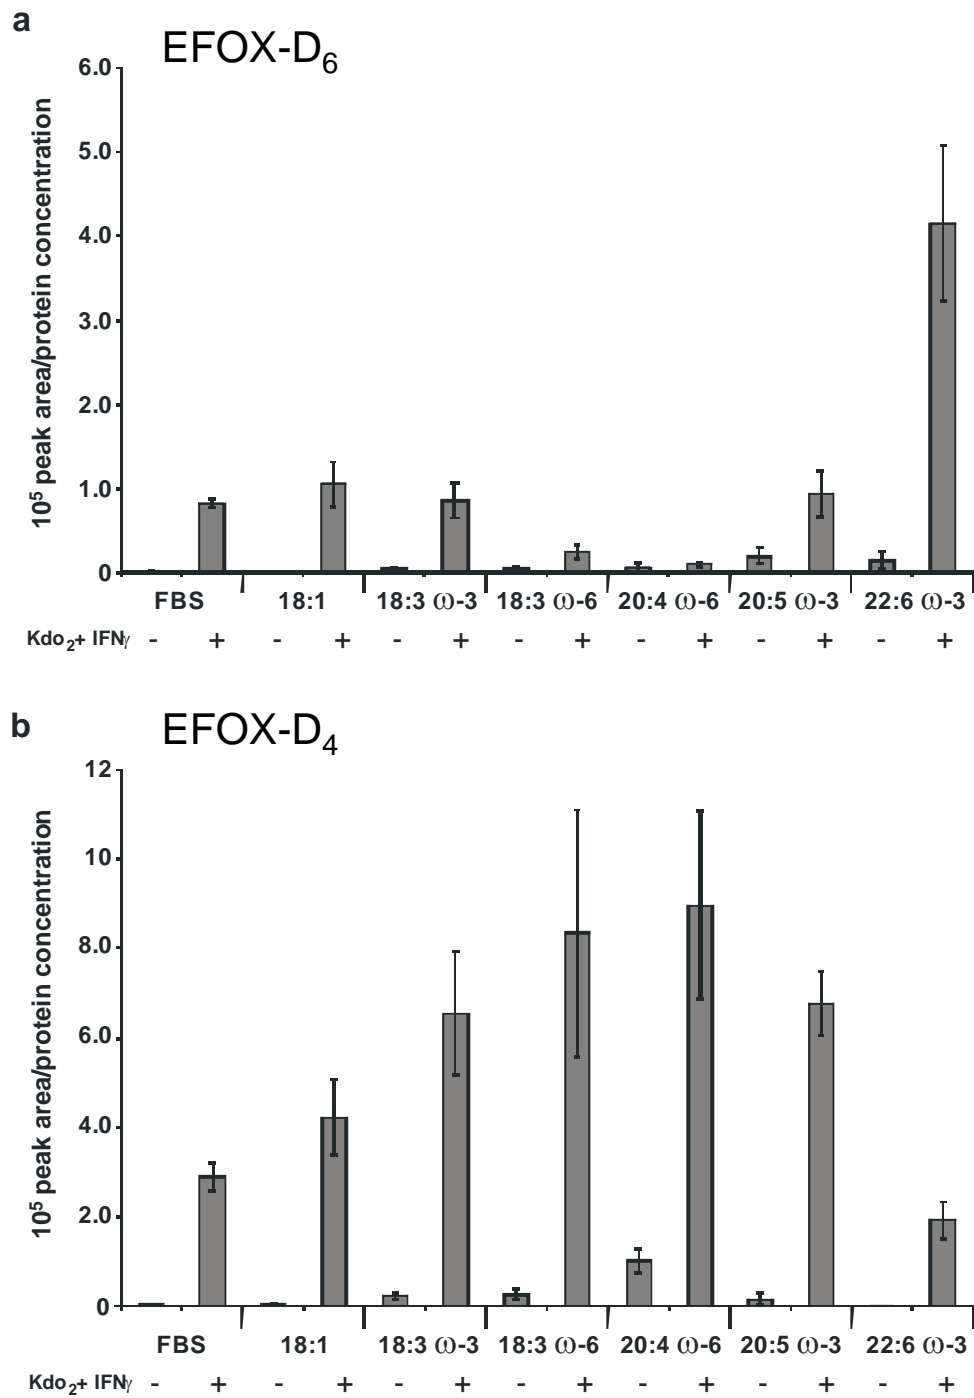 a
EFOX-D₆
10⁵ peak area/protein concentration
6.0
5.0
4.0
3.0
2.0
1.0
0
FBS 18:1 18:3 ω-3 18:3 ω-6 20:4 ω-6 20:5 ω-3 22:6 ω-3
Kdo₂+ IFNγ - + - + - + - + - + - + - +
b
EFOX-D₄
10⁵ peak area/protein concentration
12
10
8.0
6.0
4.0
2.0
0
FBS 18:1 18:3 ω-3 18:3 ω-6 20:4 ω-6 20:5 ω-3 22:6 ω-3
Kdo₂+ IFNγ - + - + - + - + - + - + - +